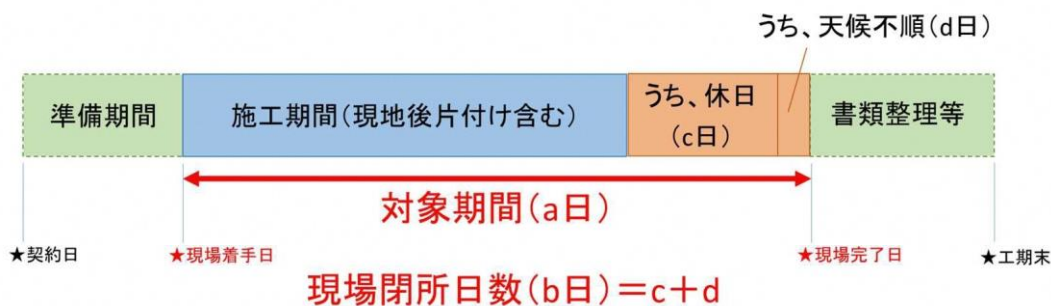 うち、天候不順(d日)
準備期間
施工期間(現地後片付け含む)
うち、休日
(c日)
書類整理等
対象期間(a日)
★契約日
★現場着手日
★現場完了日
★工期末
現場閉所日数(b日)=c+d